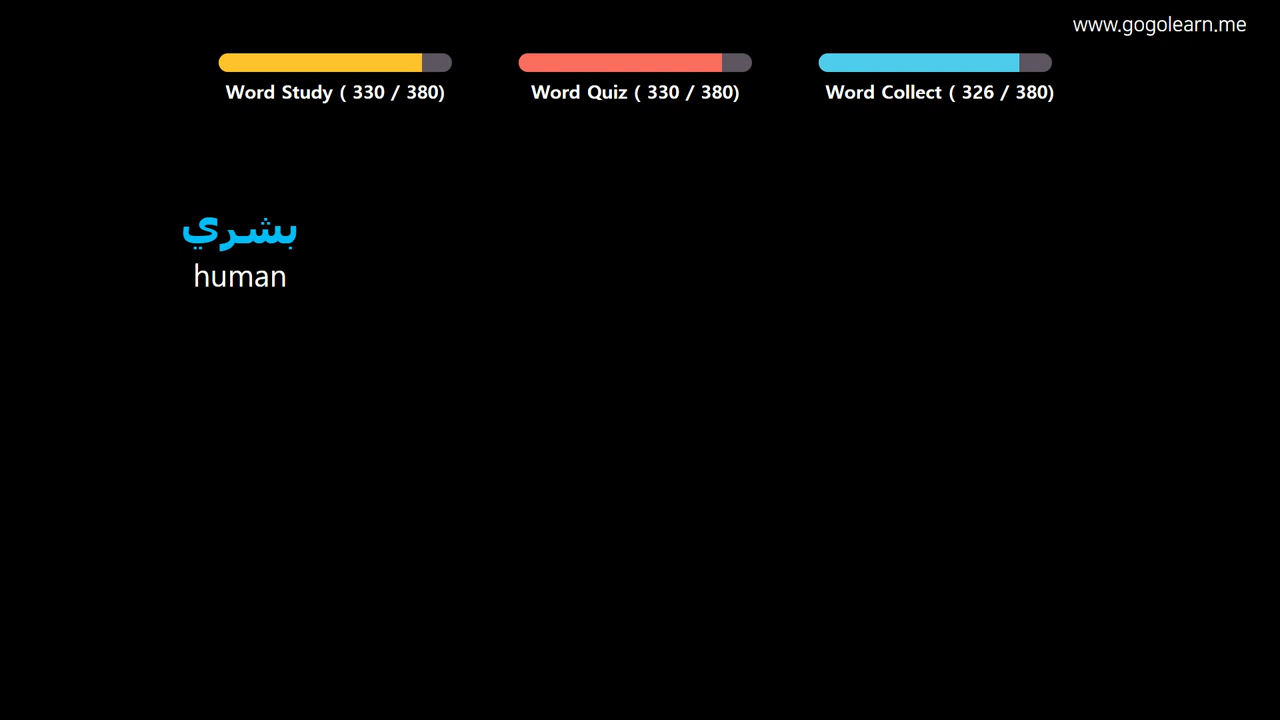 www.gogolearn.me
Word Study ( 330 / 380)
Word Quiz ( 330 / 380)
Word Collect ( 326 / 380)
بشري
human